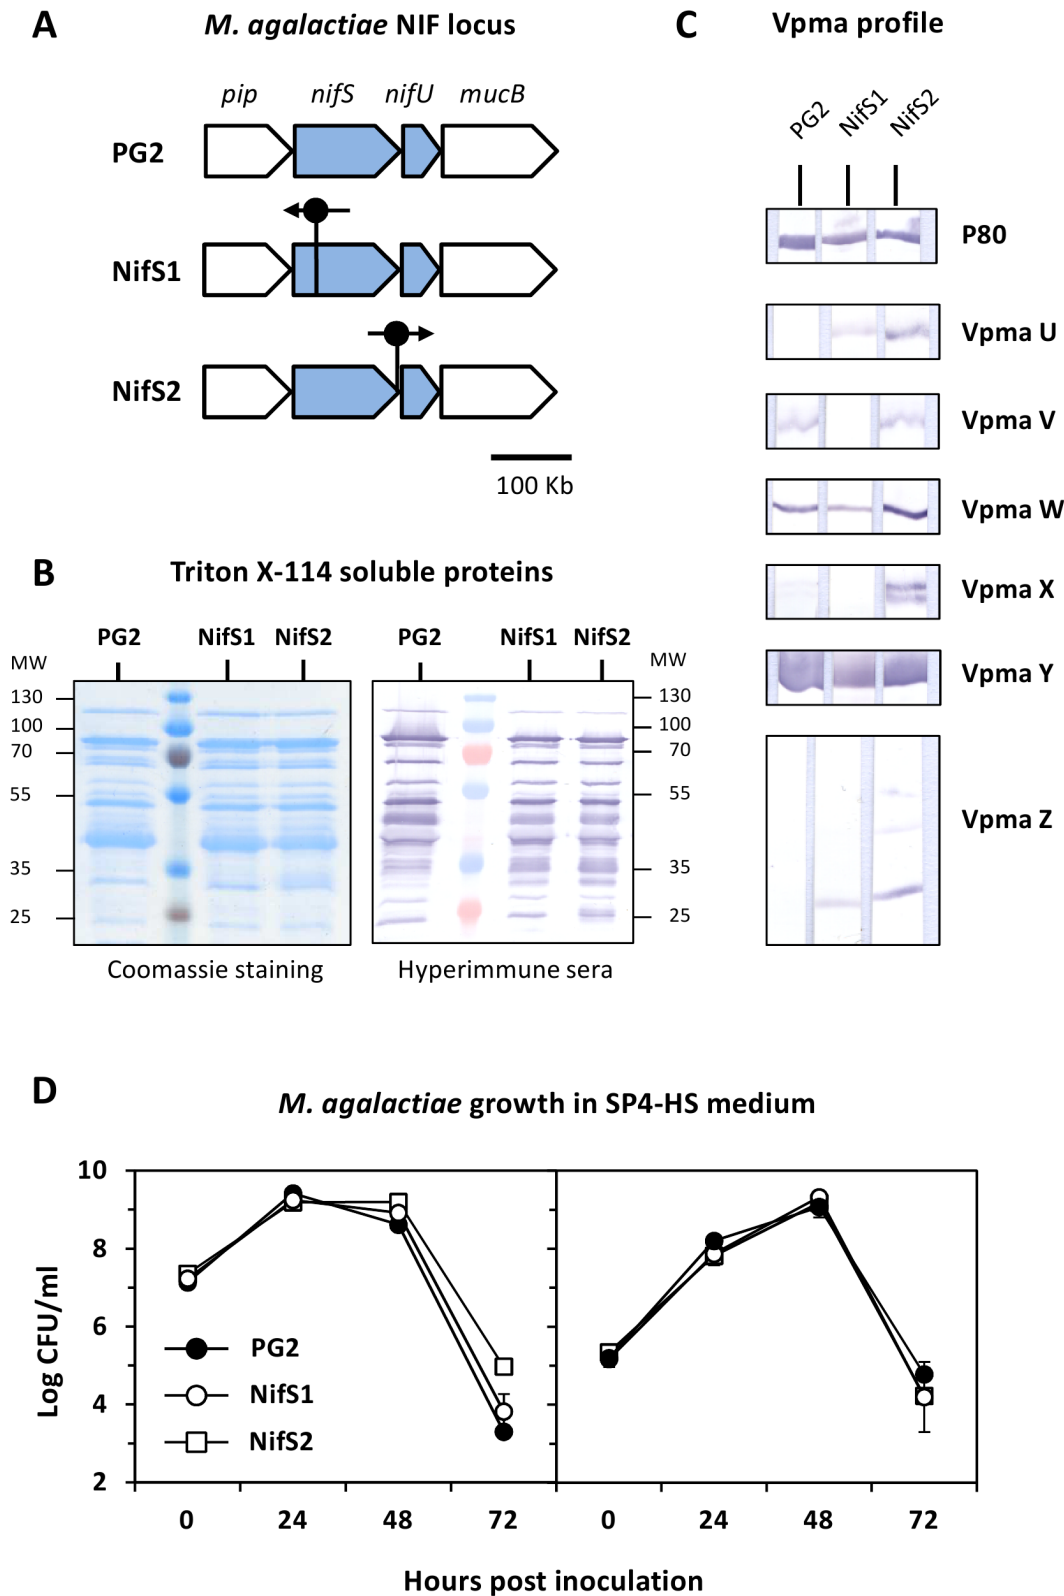 A
M. agalactiae NIF locus
pip nifS nifU mucB
PG2
NifS1
NifS2
100 Kb
B
Triton X-114 soluble proteins
PG2 NifS1 NifS2
MW
130
100
70
55
35
25
Coomassie staining
PG2 NifS1 NifS2
MW
130
100
70
55
35
25
Hyperimmune sera
C
Vpma profile
PG2 NifS1 NifS2
P80
Vpma U
Vpma V
Vpma W
Vpma X
Vpma Y
Vpma Z
D
M. agalactiae growth in SP4-HS medium
Log CFU/ml
10
8
6
4
2
PG2
NifS1
NifS2
0 24 48 72 0 24 48 72
Hours post inoculation